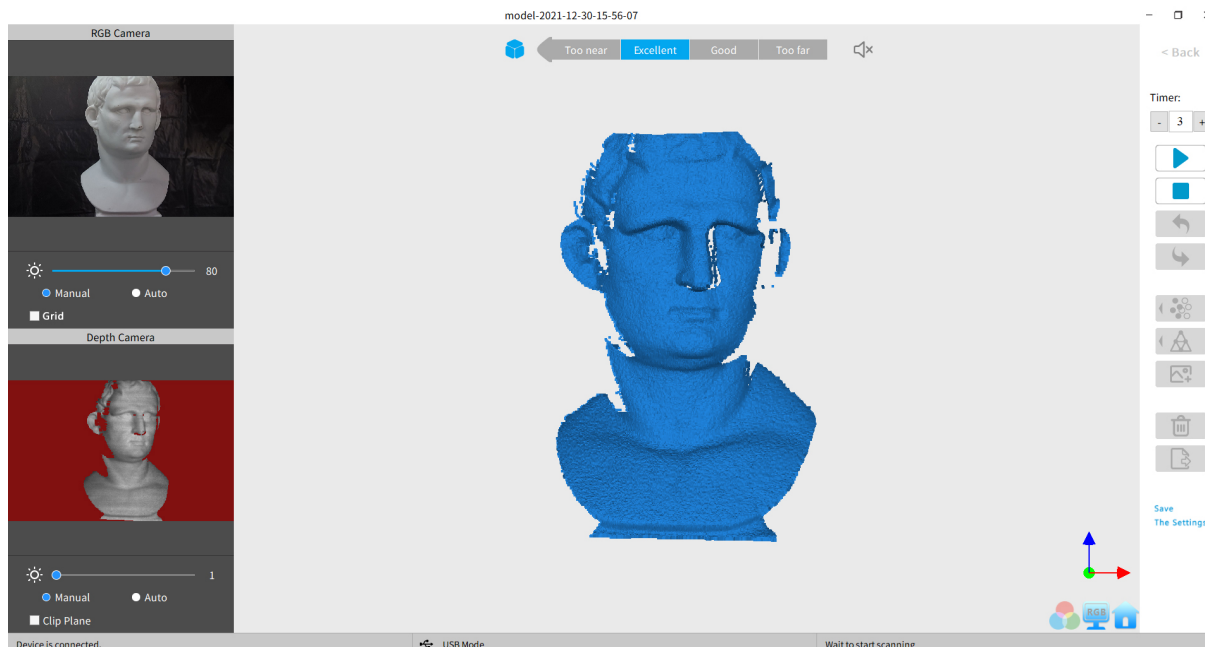 model-2021-12-30-15-56-07
RGB Camera
Too near
Excellent
Good
Too far
< Back
Timer:
- 3 +
80
Manual
Auto
Grid
Depth Camera
1
Manual
Auto
Clip Plane
Save
The Settings
RGB
Device is connected.
USB Mode
Wait to start scanning